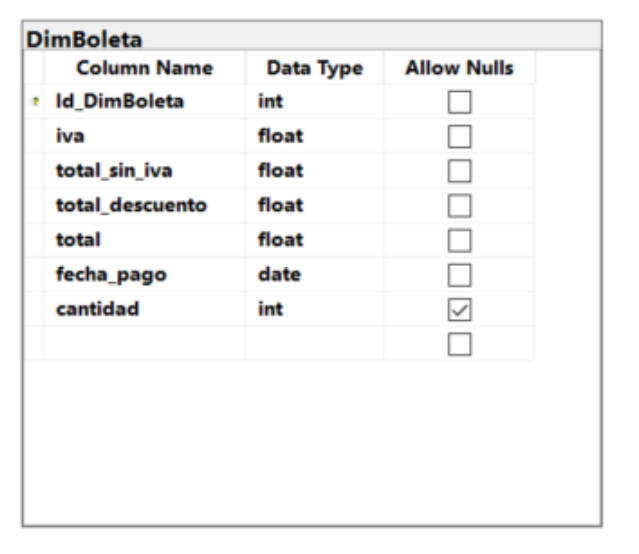 DimBoleta
Column Name Data Type Allow Nulls
Id_DimBoleta int
iva float
total_sin_iva float
total_descuento float
total float
fecha_pago date
cantidad int